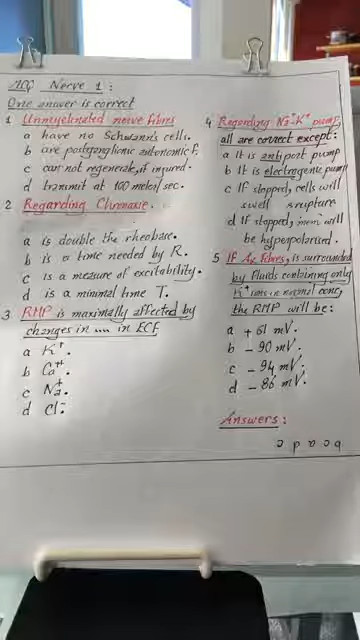 MCQ Nerve 1:
One answer is correct
1 Unmyelinated nerve fibres
a have no Schwann's cells.
b are postganglionic autonomic f.
c can not regenerate, if injured.
d transmit at 100 meter/sec.
2 Regarding Chronaxie.
a is double the rheobase.
b is a time needed by R.
c is a measure of excitability.
d is a minimal time T.
3 RMP is maximally affected by
changes in .... in ECF
a K⁺.
b Ca⁺⁺.
c Na⁺.
d Cl⁻.
4 Regarding Na⁺-K⁺ pump,
all are correct except:
a It is antiport pump
b It is electrogenic pump
c If stopped, cells will
swell & rupture
d If stopped, will
be hyperpolarised.
5 If fibres, is surrounded
by fluids containing only
K⁺ ions in normal conc,
the RMP will be:
a +61 mV.
b -90 mV.
c -94 mV.
d -86 mV.
Answers:
b c a d c